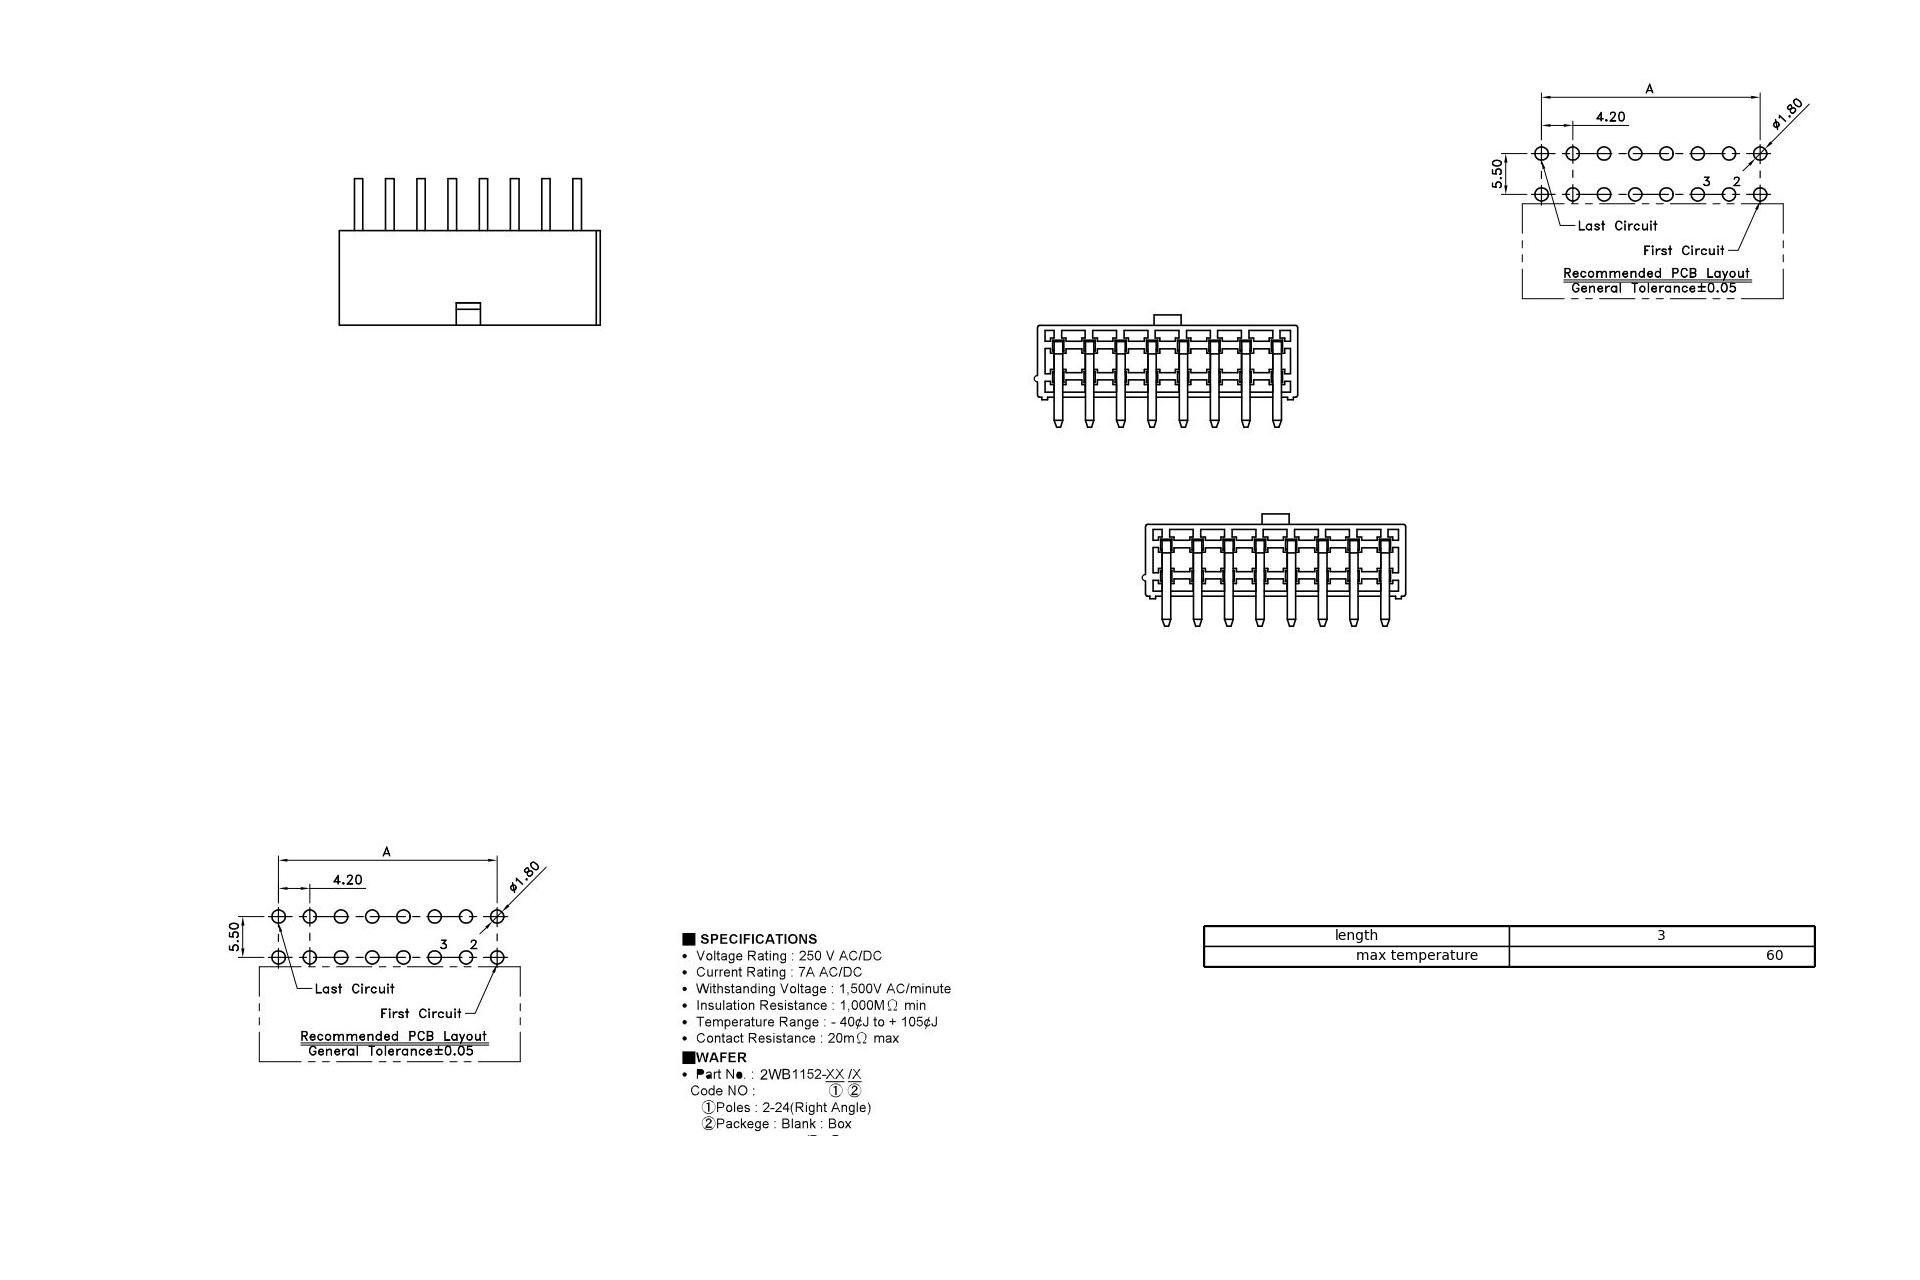 A
4.20
ø1.80
5.50
3 2
Last Circuit
First Circuit
Recommended PCB Layout
General Tolerance±0.05
A
4.20
ø1.80
5.50
3 2
Last Circuit
First Circuit
Recommended PCB Layout
General Tolerance±0.05
■ SPECIFICATIONS
• Voltage Rating : 250 V AC/DC
• Current Rating : 7A AC/DC
• Withstanding Voltage : 1,500V AC/minute
• Insulation Resistance : 1,000MΩ min
• Temperature Range : - 40¢J to + 105¢J
• Contact Resistance : 20mΩ max
■WAFER
• Part No. : 2WB1152-XX /X
Code NO : ① ②
①Poles : 2-24(Right Angle)
②Packege : Blank : Box
length 3
max temperature 60